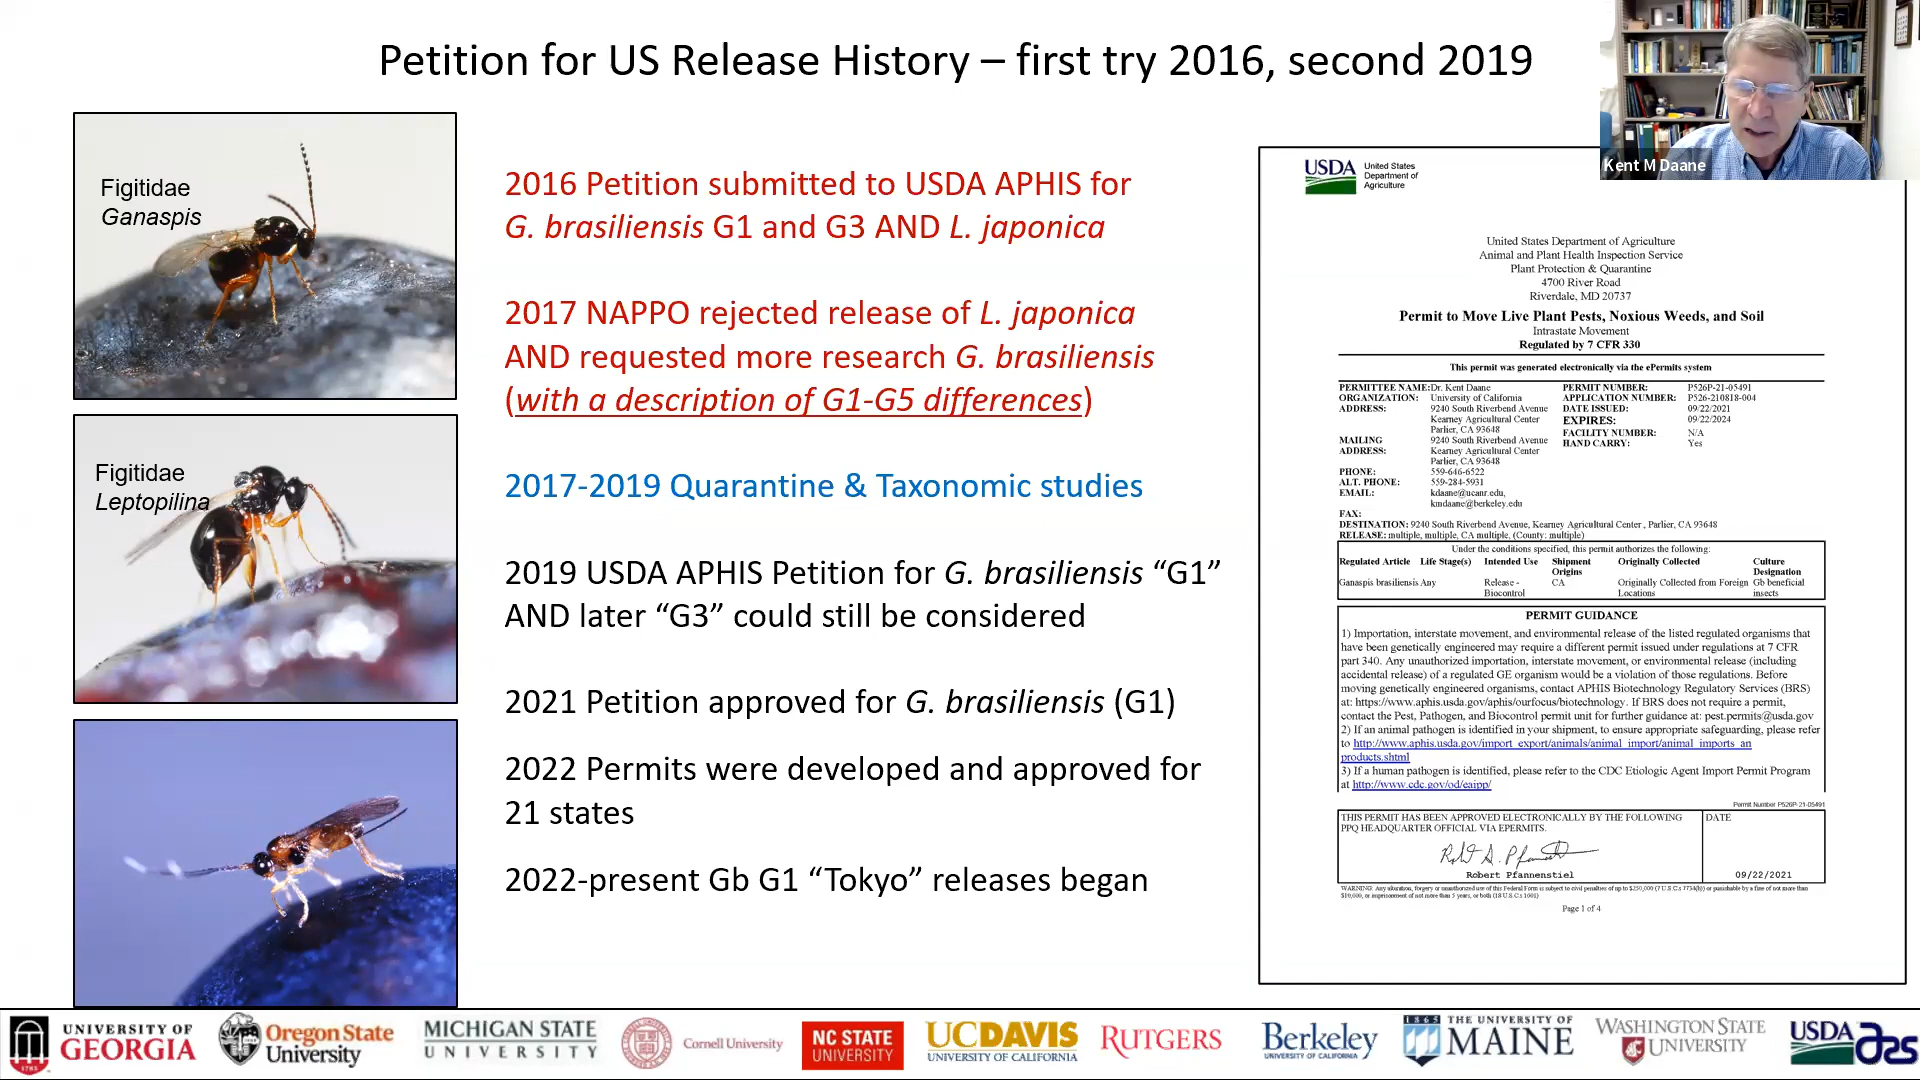 Petition for US Release History – first try 2016, second 2019
Kent M Daane
Figitidae
Ganaspis
Figitidae
Leptopilina
2016 Petition submitted to USDA APHIS for
G. brasiliensis G1 and G3 AND L. japonica
2017 NAPPO rejected release of L. japonica
AND requested more research G. brasiliensis
(with a description of G1-G5 differences)
2017-2019 Quarantine & Taxonomic studies
2019 USDA APHIS Petition for G. brasiliensis “G1”
AND later “G3” could still be considered
2021 Petition approved for G. brasiliensis (G1)
2022 Permits were developed and approved for
21 states
2022-present Gb G1 “Tokyo” releases began
USDA
United States
Department of
Agriculture
United States Department of Agriculture
Animal and Plant Health Inspection Service
Plant Protection & Quarantine
4700 River Road
Riverdale, MD 20737
Permit to Move Live Plant Pests, Noxious Weeds, and Soil
Intrastate Movement
Regulated by 7 CFR 330
This permit was generated electronically via the ePermits system
PERMITTEE NAME: Dr. Kent Daane
ORGANIZATION: University of California
ADDRESS: 9240 South Riverbend Avenue
Kearney Agricultural Center
Parlier, CA 93648
MAILING 9240 South Riverbend Avenue
ADDRESS: Kearney Agricultural Center
Parlier, CA 93648
PHONE: 559-646-6522
ALT. PHONE: 559-284-5931
EMAIL: kdaane@ucanr.edu,
kmdaane@berkeley.edu
FAX:
PERMIT NUMBER: P526P-21-05491
APPLICATION NUMBER: P526-210818-004
DATE ISSUED: 09/22/2021
EXPIRES: 09/22/2024
FACILITY NUMBER: N/A
HAND CARRY: Yes
DESTINATION: 9240 South Riverbend Avenue, Kearney Agricultural Center , Parlier, CA 93648
RELEASE: multiple, multiple, CA multiple, (County: multiple)
Under the conditions specified, this permit authorizes the following:
Regulated Article Life Stage(s) Intended Use Shipment Origins Originally Collected Culture Designation
Ganaspis brasiliensis Any Release - Biocontrol CA Originally Collected from Foreign Locations Gb beneficial insects
PERMIT GUIDANCE
1) Importation, interstate movement, and environmental release of the listed regulated organisms that
have been genetically engineered may require a different permit issued under regulations at 7 CFR
part 340. Any unauthorized importation, interstate movement, or environmental release (including
accidental release) of a regulated GE organism would be a violation of those regulations. Before
moving genetically engineered organisms, contact APHIS Biotechnology Regulatory Services (BRS)
at: https://www.aphis.usda.gov/aphis/ourfocus/biotechnology. If BRS does not require a permit,
contact the Pest, Pathogen, and Biocontrol permit unit for further guidance at: pest.permits@usda.gov
2) If an animal pathogen is identified in your shipment, to ensure appropriate safeguarding, please refer
to http://www.aphis.usda.gov/import_export/animals/animal_import/animal_imports_an
products.shtml
3) If a human pathogen is identified, please refer to the CDC Etiologic Agent Import Permit Program
at http://www.cdc.gov/od/eaipp/
Permit Number P526P-21-05491
THIS PERMIT HAS BEEN APPROVED ELECTRONICALLY BY THE FOLLOWING
PPQ HEADQUARTER OFFICIAL VIA EPERMITS.
DATE
Robert Pfannenstiel
09/22/2021
WARNING: Any alteration, forgery or unauthorized use of this Federal Form is subject to civil penalties of up to $250,000 (7 U.S.C.s 7734(b)) or punishable by a fine of not more than
$10,000, or imprisonment of not more than 5 years, or both (18 U.S.C.s 1001)
Page 1 of 4
1785
UNIVERSITY OF
GEORGIA
Oregon State
University
MICHIGAN STATE
UNIVERSITY
Cornell University
NC STATE
UNIVERSITY
UCDAVIS
UNIVERSITY OF CALIFORNIA
RUTGERS
Berkeley
UNIVERSITY OF CALIFORNIA
1865
THE UNIVERSITY OF
MAINE
WASHINGTON STATE
UNIVERSITY
USDA
ars